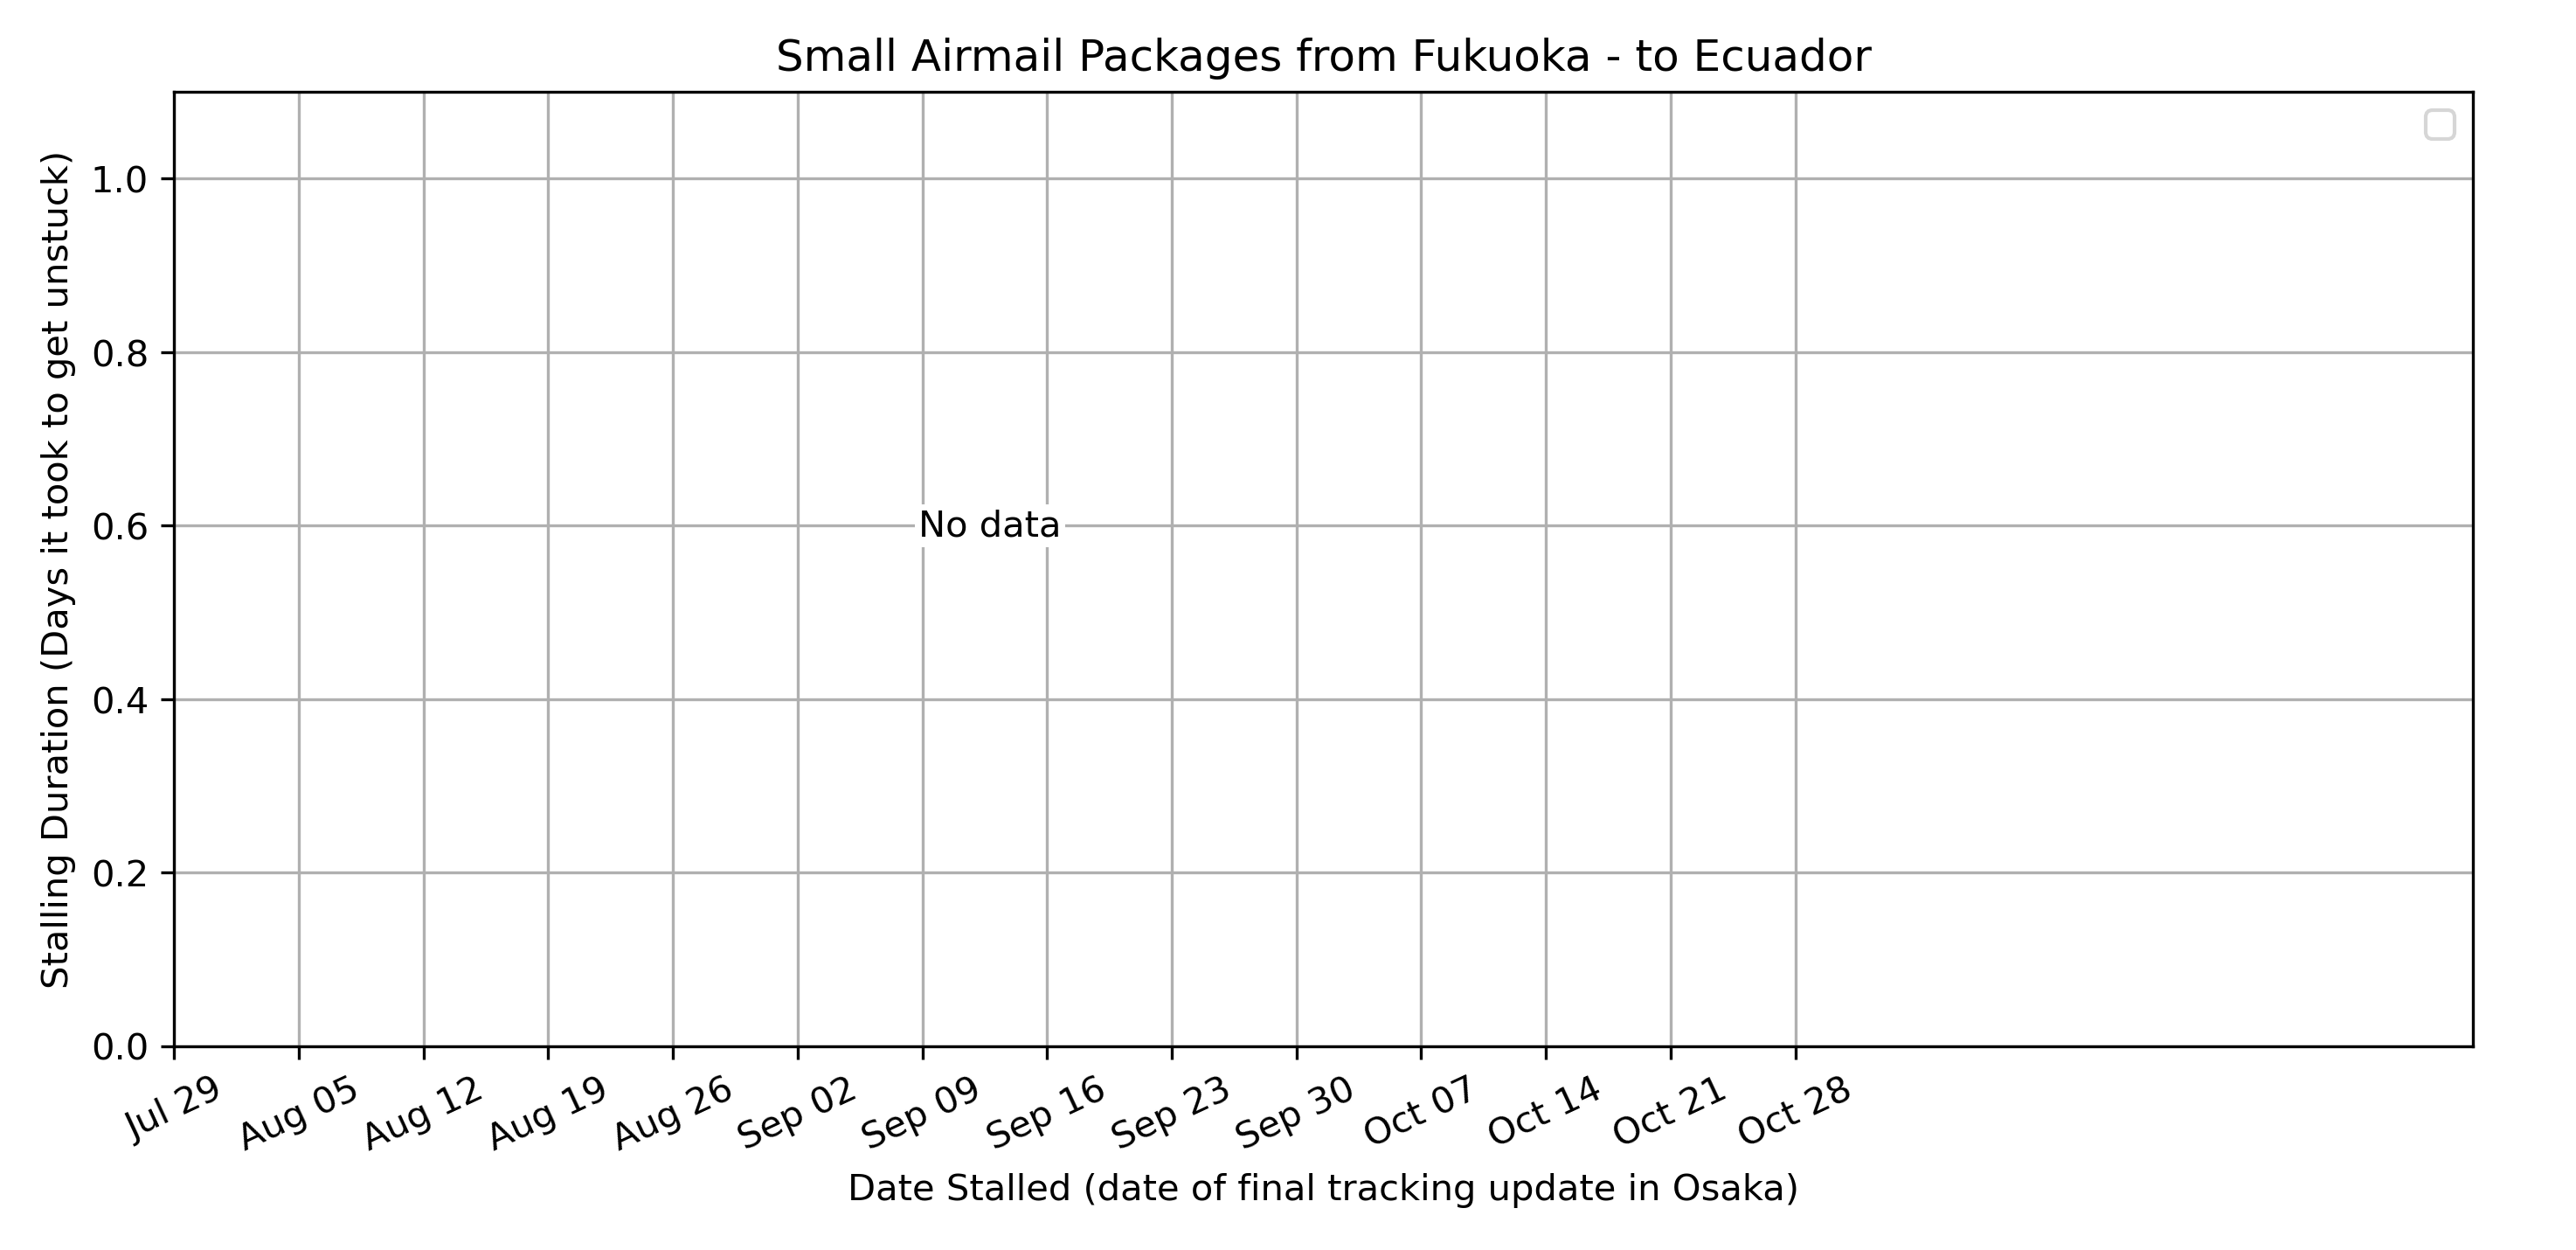 Small Airmail Packages from Fukuoka - to Ecuador
Stalling Duration (Days it took to get unstuck)
1.0
0.8
0.6
0.4
0.2
0.0
No data
Jul 29
Aug 05
Aug 12
Aug 19
Aug 26
Sep 02
Sep 09
Sep 16
Sep 23
Sep 30
Oct 07
Oct 14
Oct 21
Oct 28
Date Stalled (date of final tracking update in Osaka)